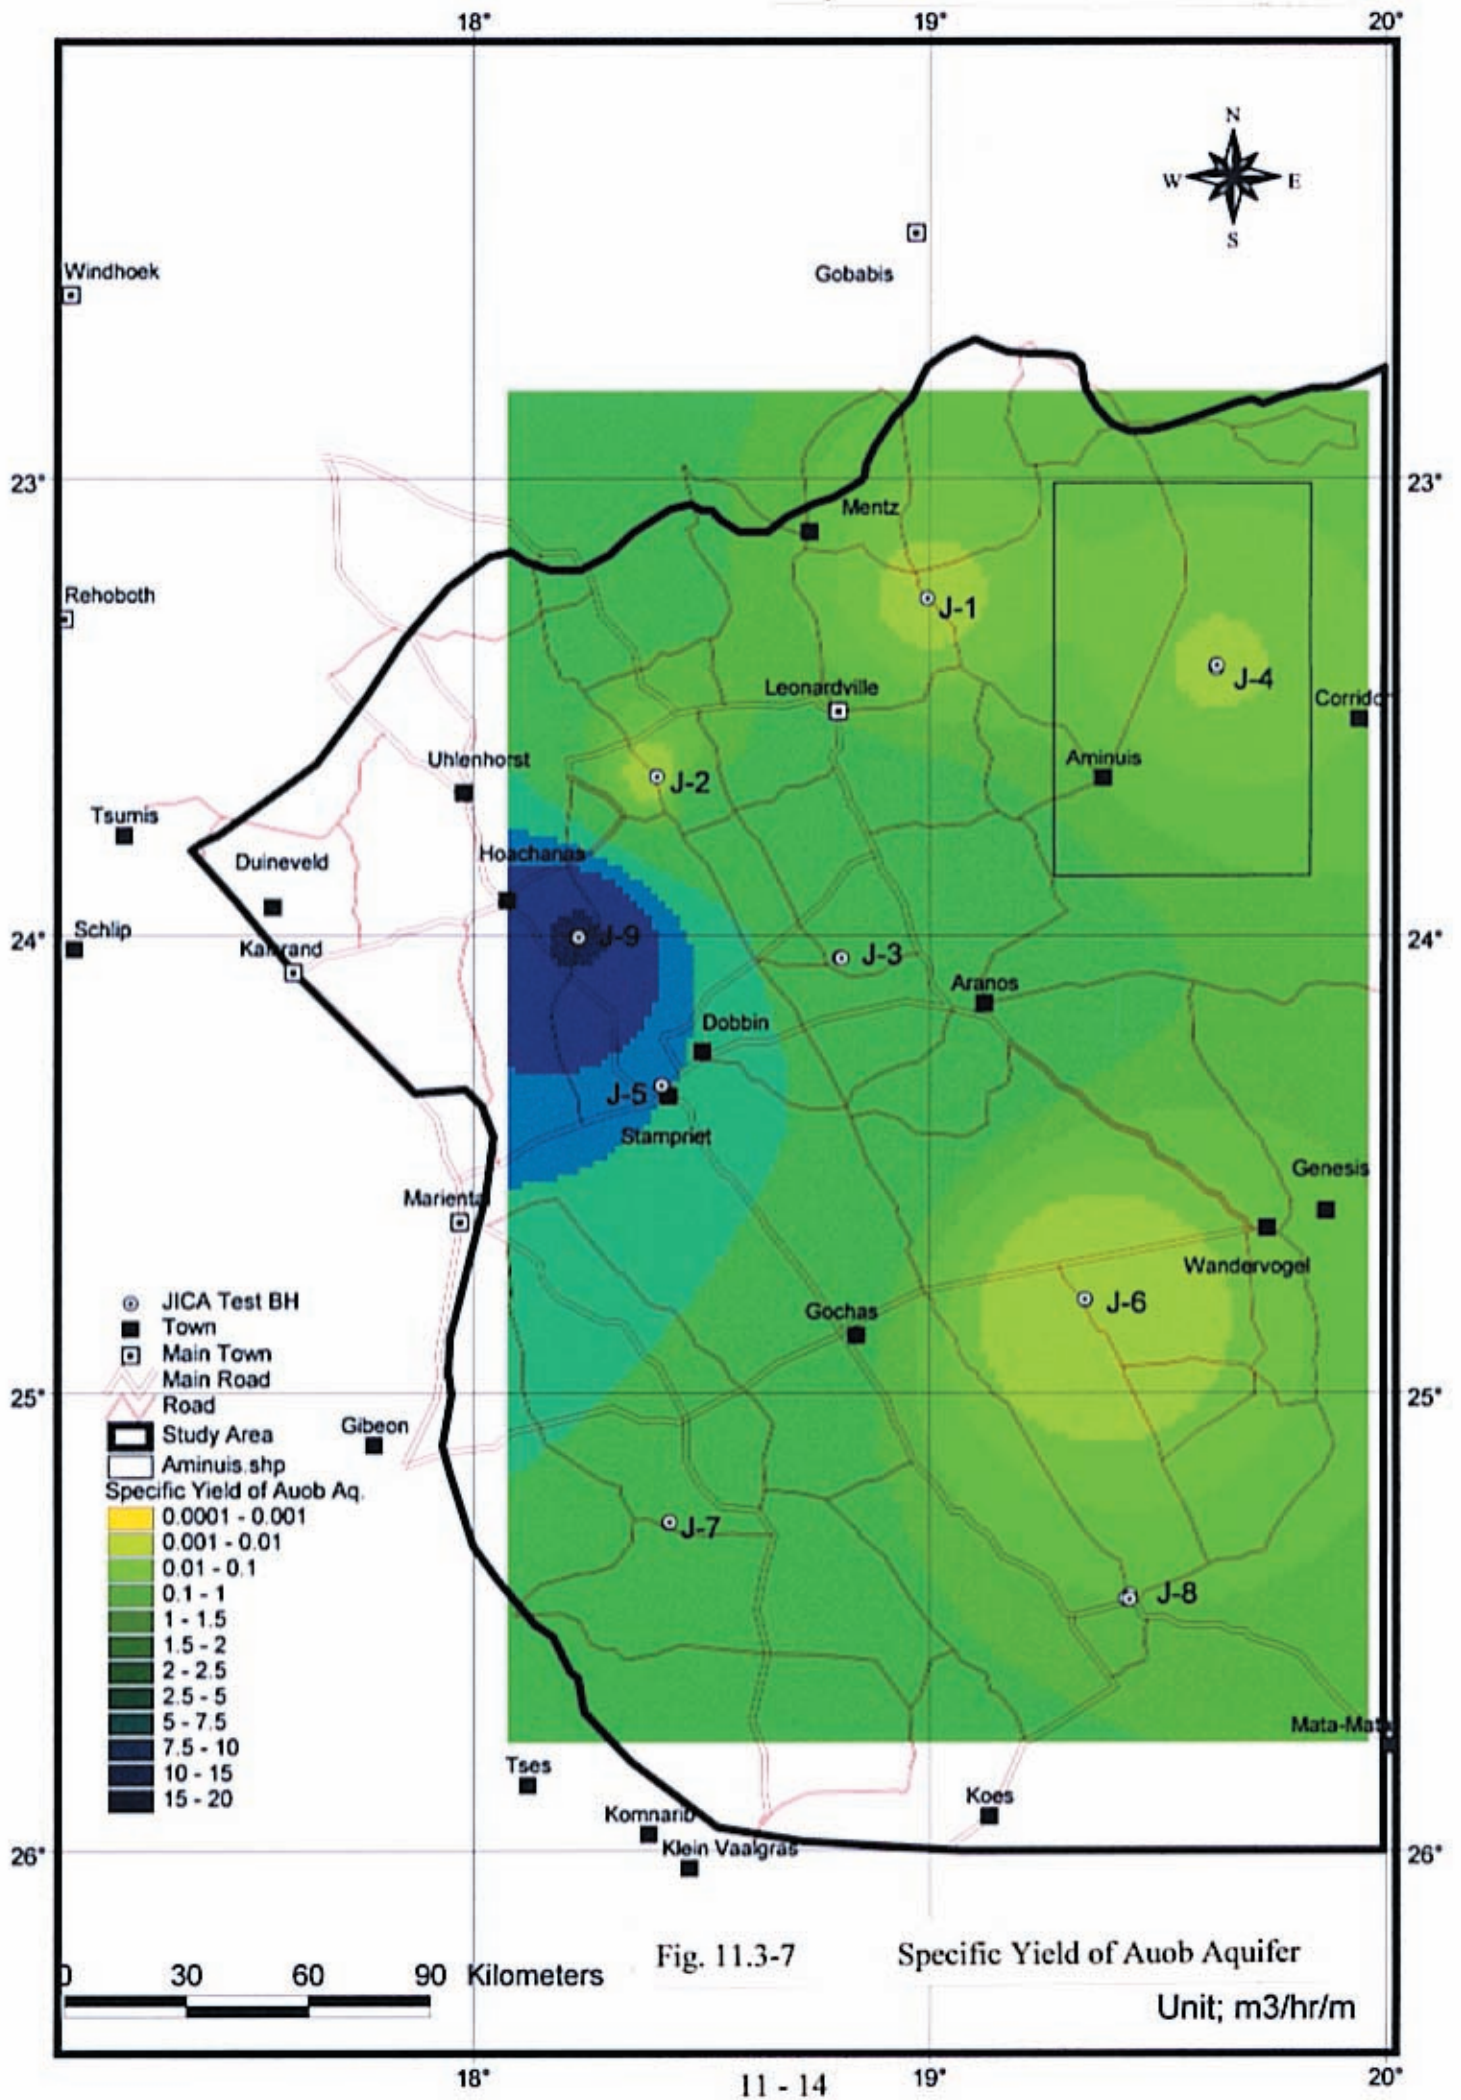 18° 19° 20°
N
W E
S
Gobabis
Windhoek
23° 23°
Mentz
Rehoboth
J-1
J-4
Leonardville
Corrido
Uhlenhorst
Aminuis
J-2
Tsumis
Hoachanas
Duineveld
Schlip
24° 24°
Kalkrand
J-9
J-3
Aranos
Dobbin
J-5
Stampriet
Genesis
Mariental
Wandervogel
JICA Test BH
J-6
Gochas
Town
Main Town
Main Road
25° 25°
Road
Gibeon
Study Area
Aminuis.shp
Specific Yield of Auob Aq.
0.0001 - 0.001
0.001 - 0.01
J-7
0.01 - 0.1
0.1 - 1
J-8
1 - 1.5
1.5 - 2
2 - 2.5
2.5 - 5
5 - 7.5
Mata-Mata
7.5 - 10
10 - 15
Tses
15 - 20
Koes
Komnarib
Klein Vaalgras
26° 26°
Fig. 11.3-7 Specific Yield of Auob Aquifer
0 30 60 90 Kilometers
Unit; m3/hr/m
18° 19° 20°
11 - 14